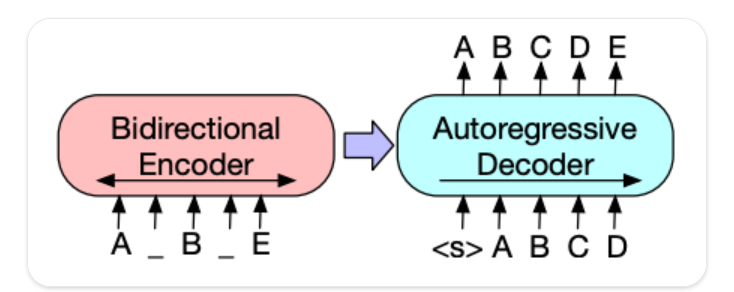 A B C D E
Bidirectional
Encoder
Autoregressive
Decoder
A _ B _ E
<s> A B C D